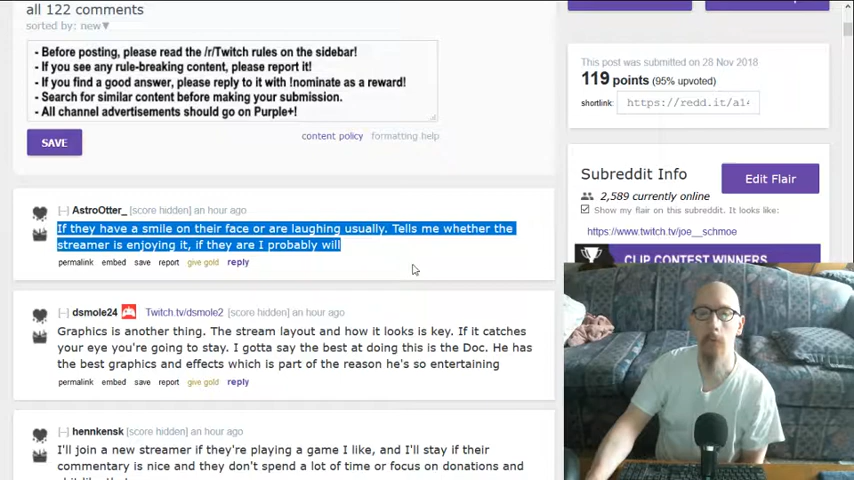 all 122 comments
sorted by: new▼
- Before posting, please read the /r/Twitch rules on the sidebar!
- If you see any rule-breaking content, please report it!
- If you find a good answer, please reply to it with !nominate as a reward!
- Search for similar content before making your submission.
- All channel advertisements should go on Purple+!
SAVE
content policy formatting help
[–] AstroOtter_ [score hidden] an hour ago
If they have a smile on their face or are laughing usually. Tells me whether the
streamer is enjoying it, if they are I probably will
permalink embed save report give gold reply
[–] dsmole24 Twitch.tv/dsmole2 [score hidden] an hour ago
Graphics is another thing. The stream layout and how it looks is key. If it catches
your eye you're going to stay. I gotta say the best at doing this is the Doc. He has
the best graphics and effects which is part of the reason he's so entertaining
permalink embed save report give gold reply
[–] hennkensk [score hidden] an hour ago
I'll join a new streamer if they're playing a game I like, and I'll stay if their
commentary is nice and they don't spend a lot of time or focus on donations and
This post was submitted on 28 Nov 2018
119 points (95% upvoted)
shortlink: https://redd.it/a14
Subreddit Info
Edit Flair
2,589 currently online
Show my flair on this subreddit. It looks like:
https://www.twitch.tv/joe__schmoe
CLIP CONTEST WINNERS